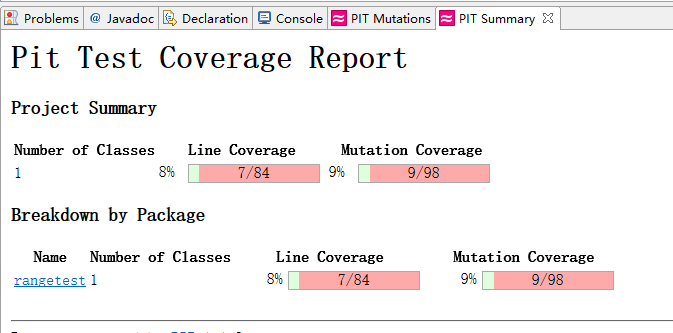 Problems @ Javadoc Declaration Console PIT Mutations PIT Summary
Pit Test Coverage Report
Project Summary
Number of Classes Line Coverage Mutation Coverage
1 8% 7/84 9% 9/98
Breakdown by Package
Name Number of Classes Line Coverage Mutation Coverage
rangetest 1 8% 7/84 9% 9/98